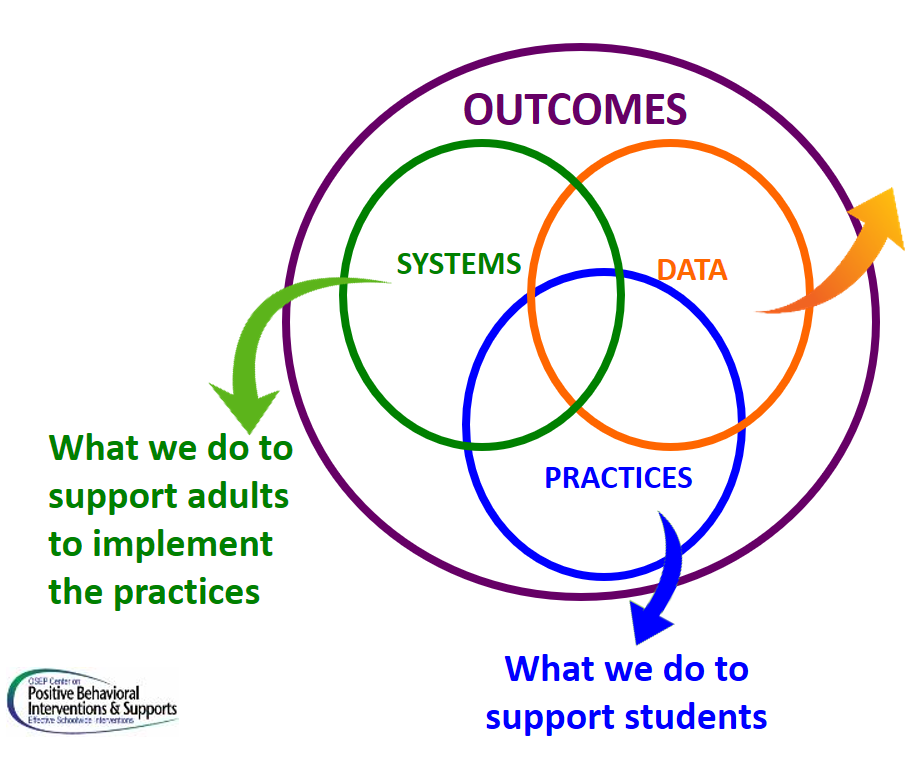 OUTCOMES
SYSTEMS
DATA
PRACTICES
What we do to
support adults
to implement
the practices
What we do to
support students
OSEP Center on
Positive Behavioral
Interventions & Supports
Effective Schoolwide Interventions